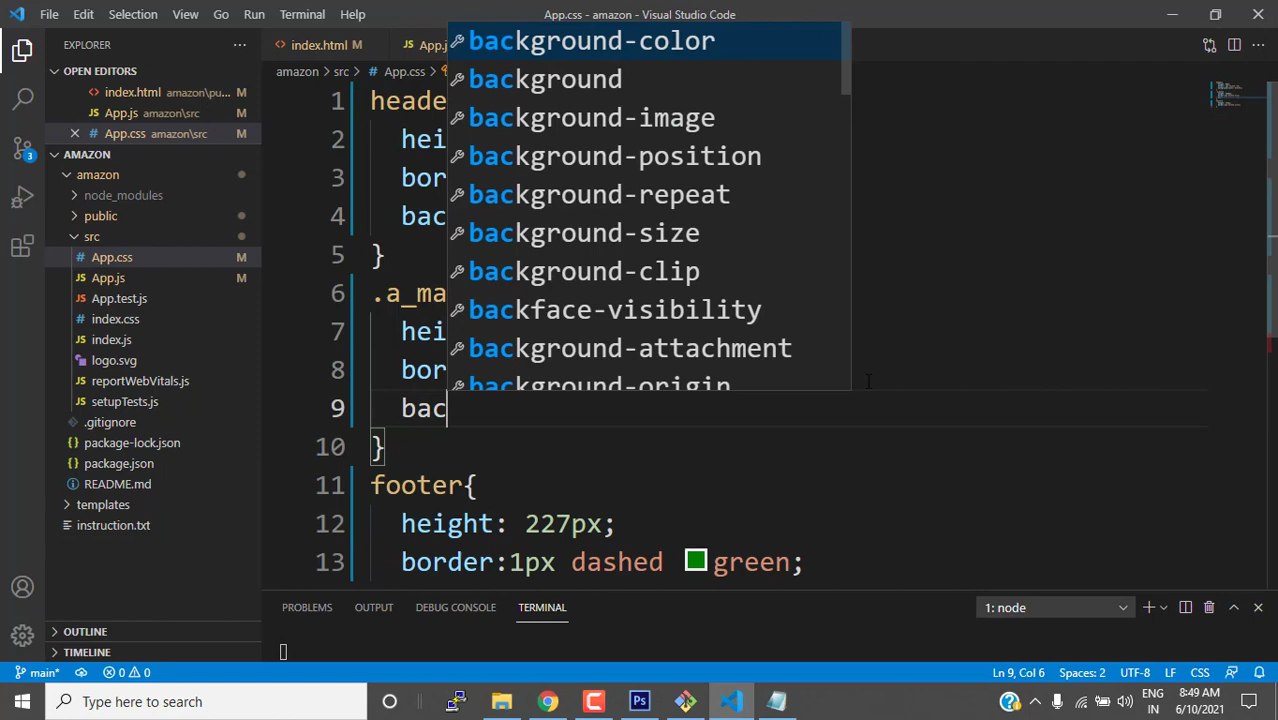 File Edit Selection View Go Run Terminal Help App.css - amazon - Visual Studio Code
EXPLORER
OPEN EDITORS
index.html amazon\pu... M
App.js amazon\src M
App.css amazon\src M
AMAZON
amazon
node_modules
public
src
App.css M
App.js M
App.test.js
index.css
index.js
logo.svg
reportWebVitals.js
setupTests.js
.gitignore
package-lock.json
package.json
README.md
templates
instruction.txt
OUTLINE
TIMELINE
3
index.html M App.j
amazon > src > # App.css >
1 heade
2 hei
3 bor
4 bac
5 }
6 .a_ma
7 hei
8 bor
9 bac
10 }
11 footer{
12 height: 227px;
13 border:1px dashed green;
background-color
background
background-image
background-position
background-repeat
background-size
background-clip
backface-visibility
background-attachment
background-origin
PROBLEMS OUTPUT DEBUG CONSOLE TERMINAL 1: node
main* 0 0 Ln 9, Col 6 Spaces: 2 UTF-8 LF CSS
Type here to search
Ps
ENG
IN
8:49 AM
6/10/2021